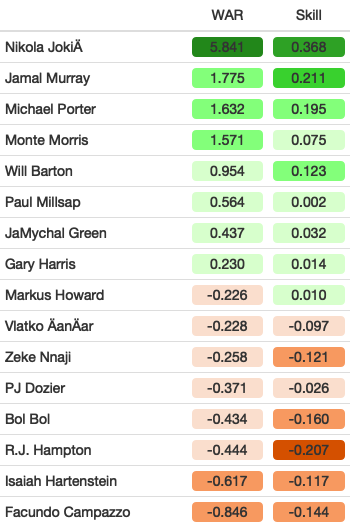 WAR Skill
Nikola JokiÄ 5.841 0.368
Jamal Murray 1.775 0.211
Michael Porter 1.632 0.195
Monte Morris 1.571 0.075
Will Barton 0.954 0.123
Paul Millsap 0.564 0.002
JaMychal Green 0.437 0.032
Gary Harris 0.230 0.014
Markus Howard -0.226 0.010
Vlatko ÄanÄar -0.228 -0.097
Zeke Nnaji -0.258 -0.121
PJ Dozier -0.371 -0.026
Bol Bol -0.434 -0.160
R.J. Hampton -0.444 -0.207
Isaiah Hartenstein -0.617 -0.117
Facundo Campazzo -0.846 -0.144